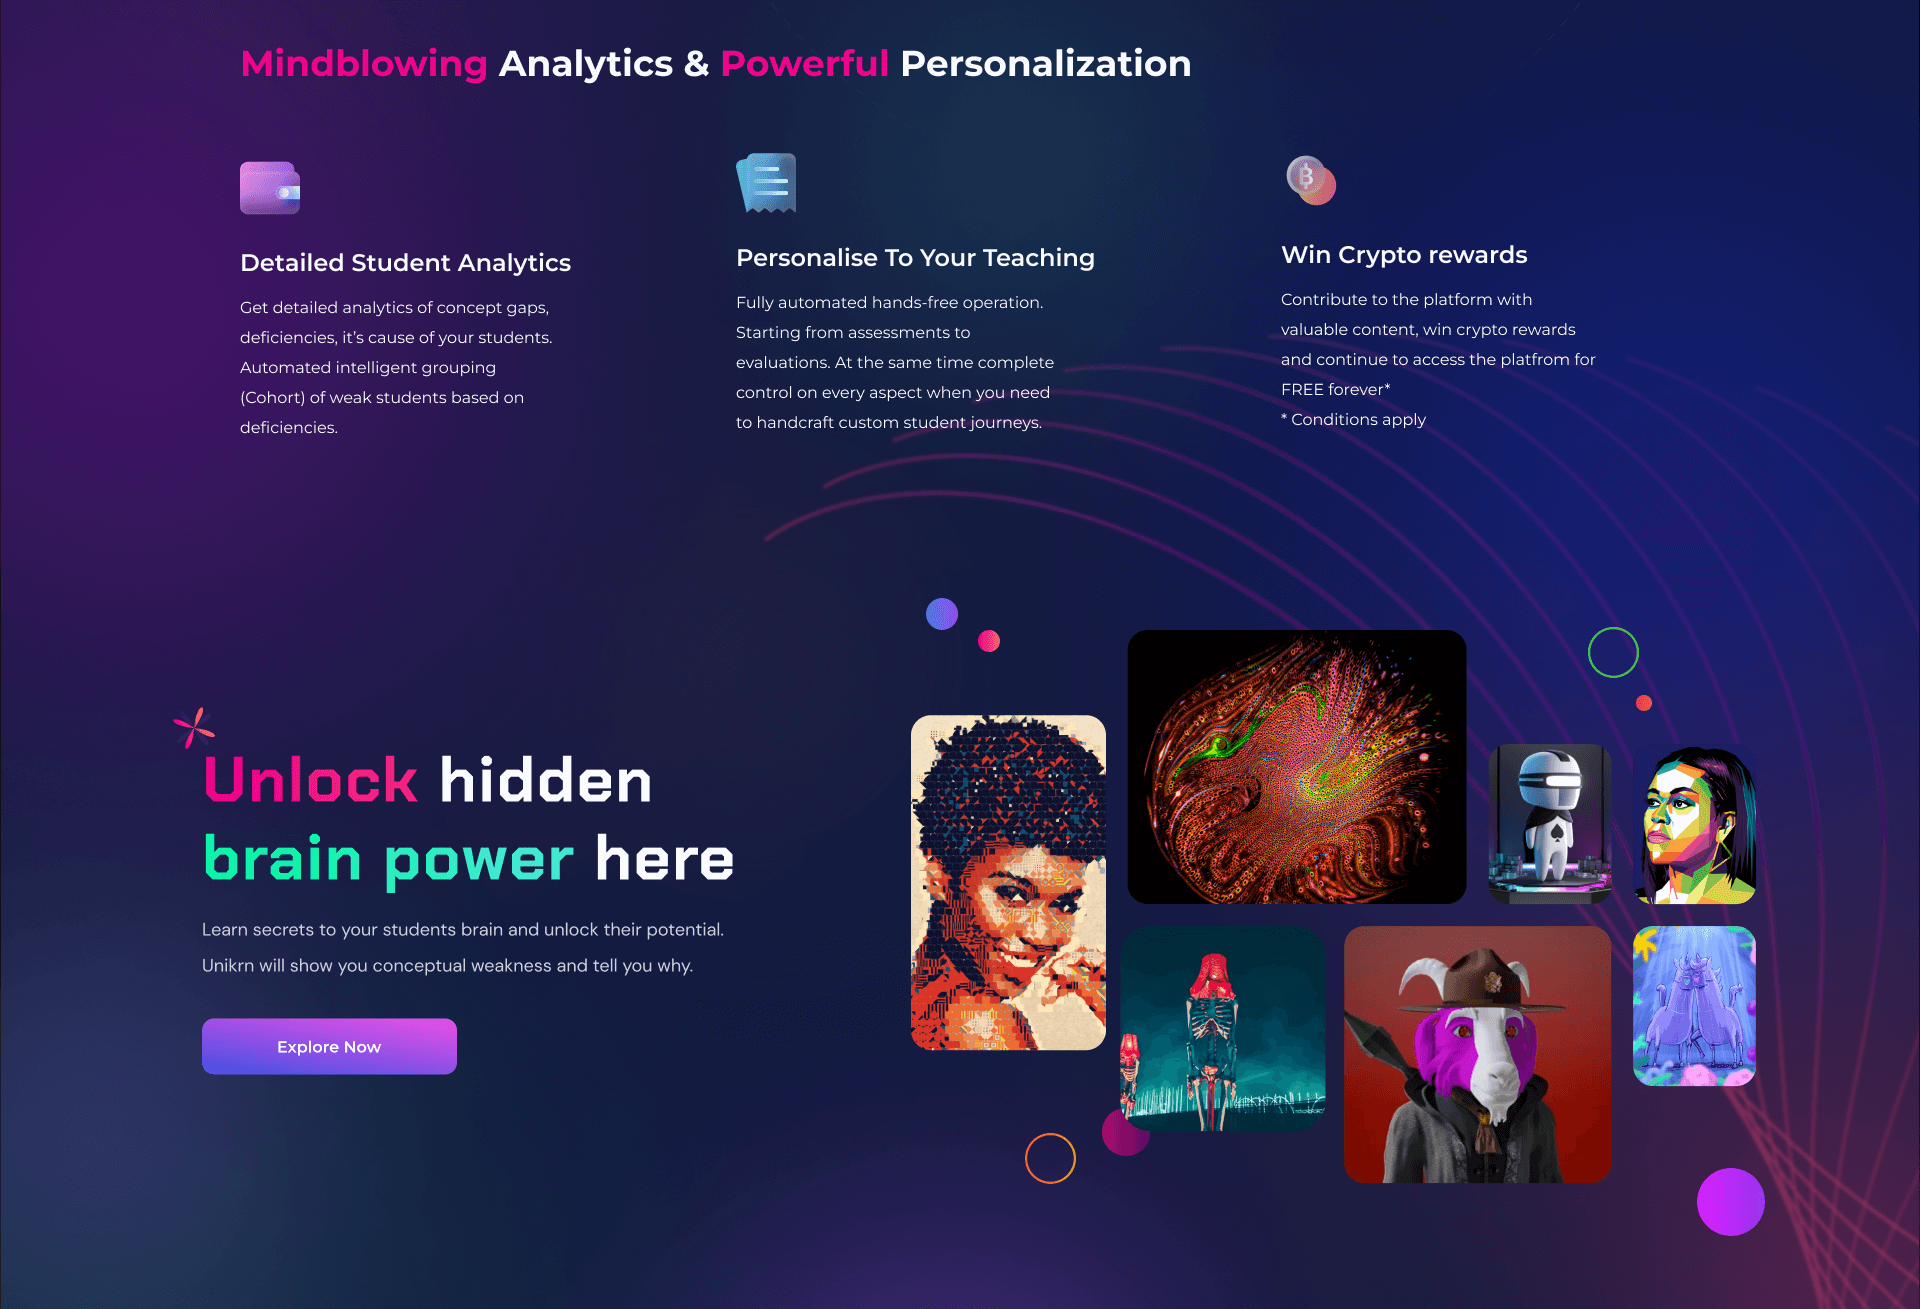 Mindblowing Analytics & Powerful Personalization
Detailed Student Analytics
Get detailed analytics of concept gaps,
deficiencies, it’s cause of your students.
Automated intelligent grouping
(Cohort) of weak students based on
deficiencies.
Personalise To Your Teaching
Fully automated hands-free operation.
Starting from assessments to
evaluations. At the same time complete
control on every aspect when you need
to handcraft custom student journeys.
Win Crypto rewards
Contribute to the platform with
valuable content, win crypto rewards
and continue to access the platfrom for
FREE forever*
* Conditions apply
Unlock hidden
brain power here
Learn secrets to your students brain and unlock their potential.
Unikrn will show you conceptual weakness and tell you why.
Explore Now